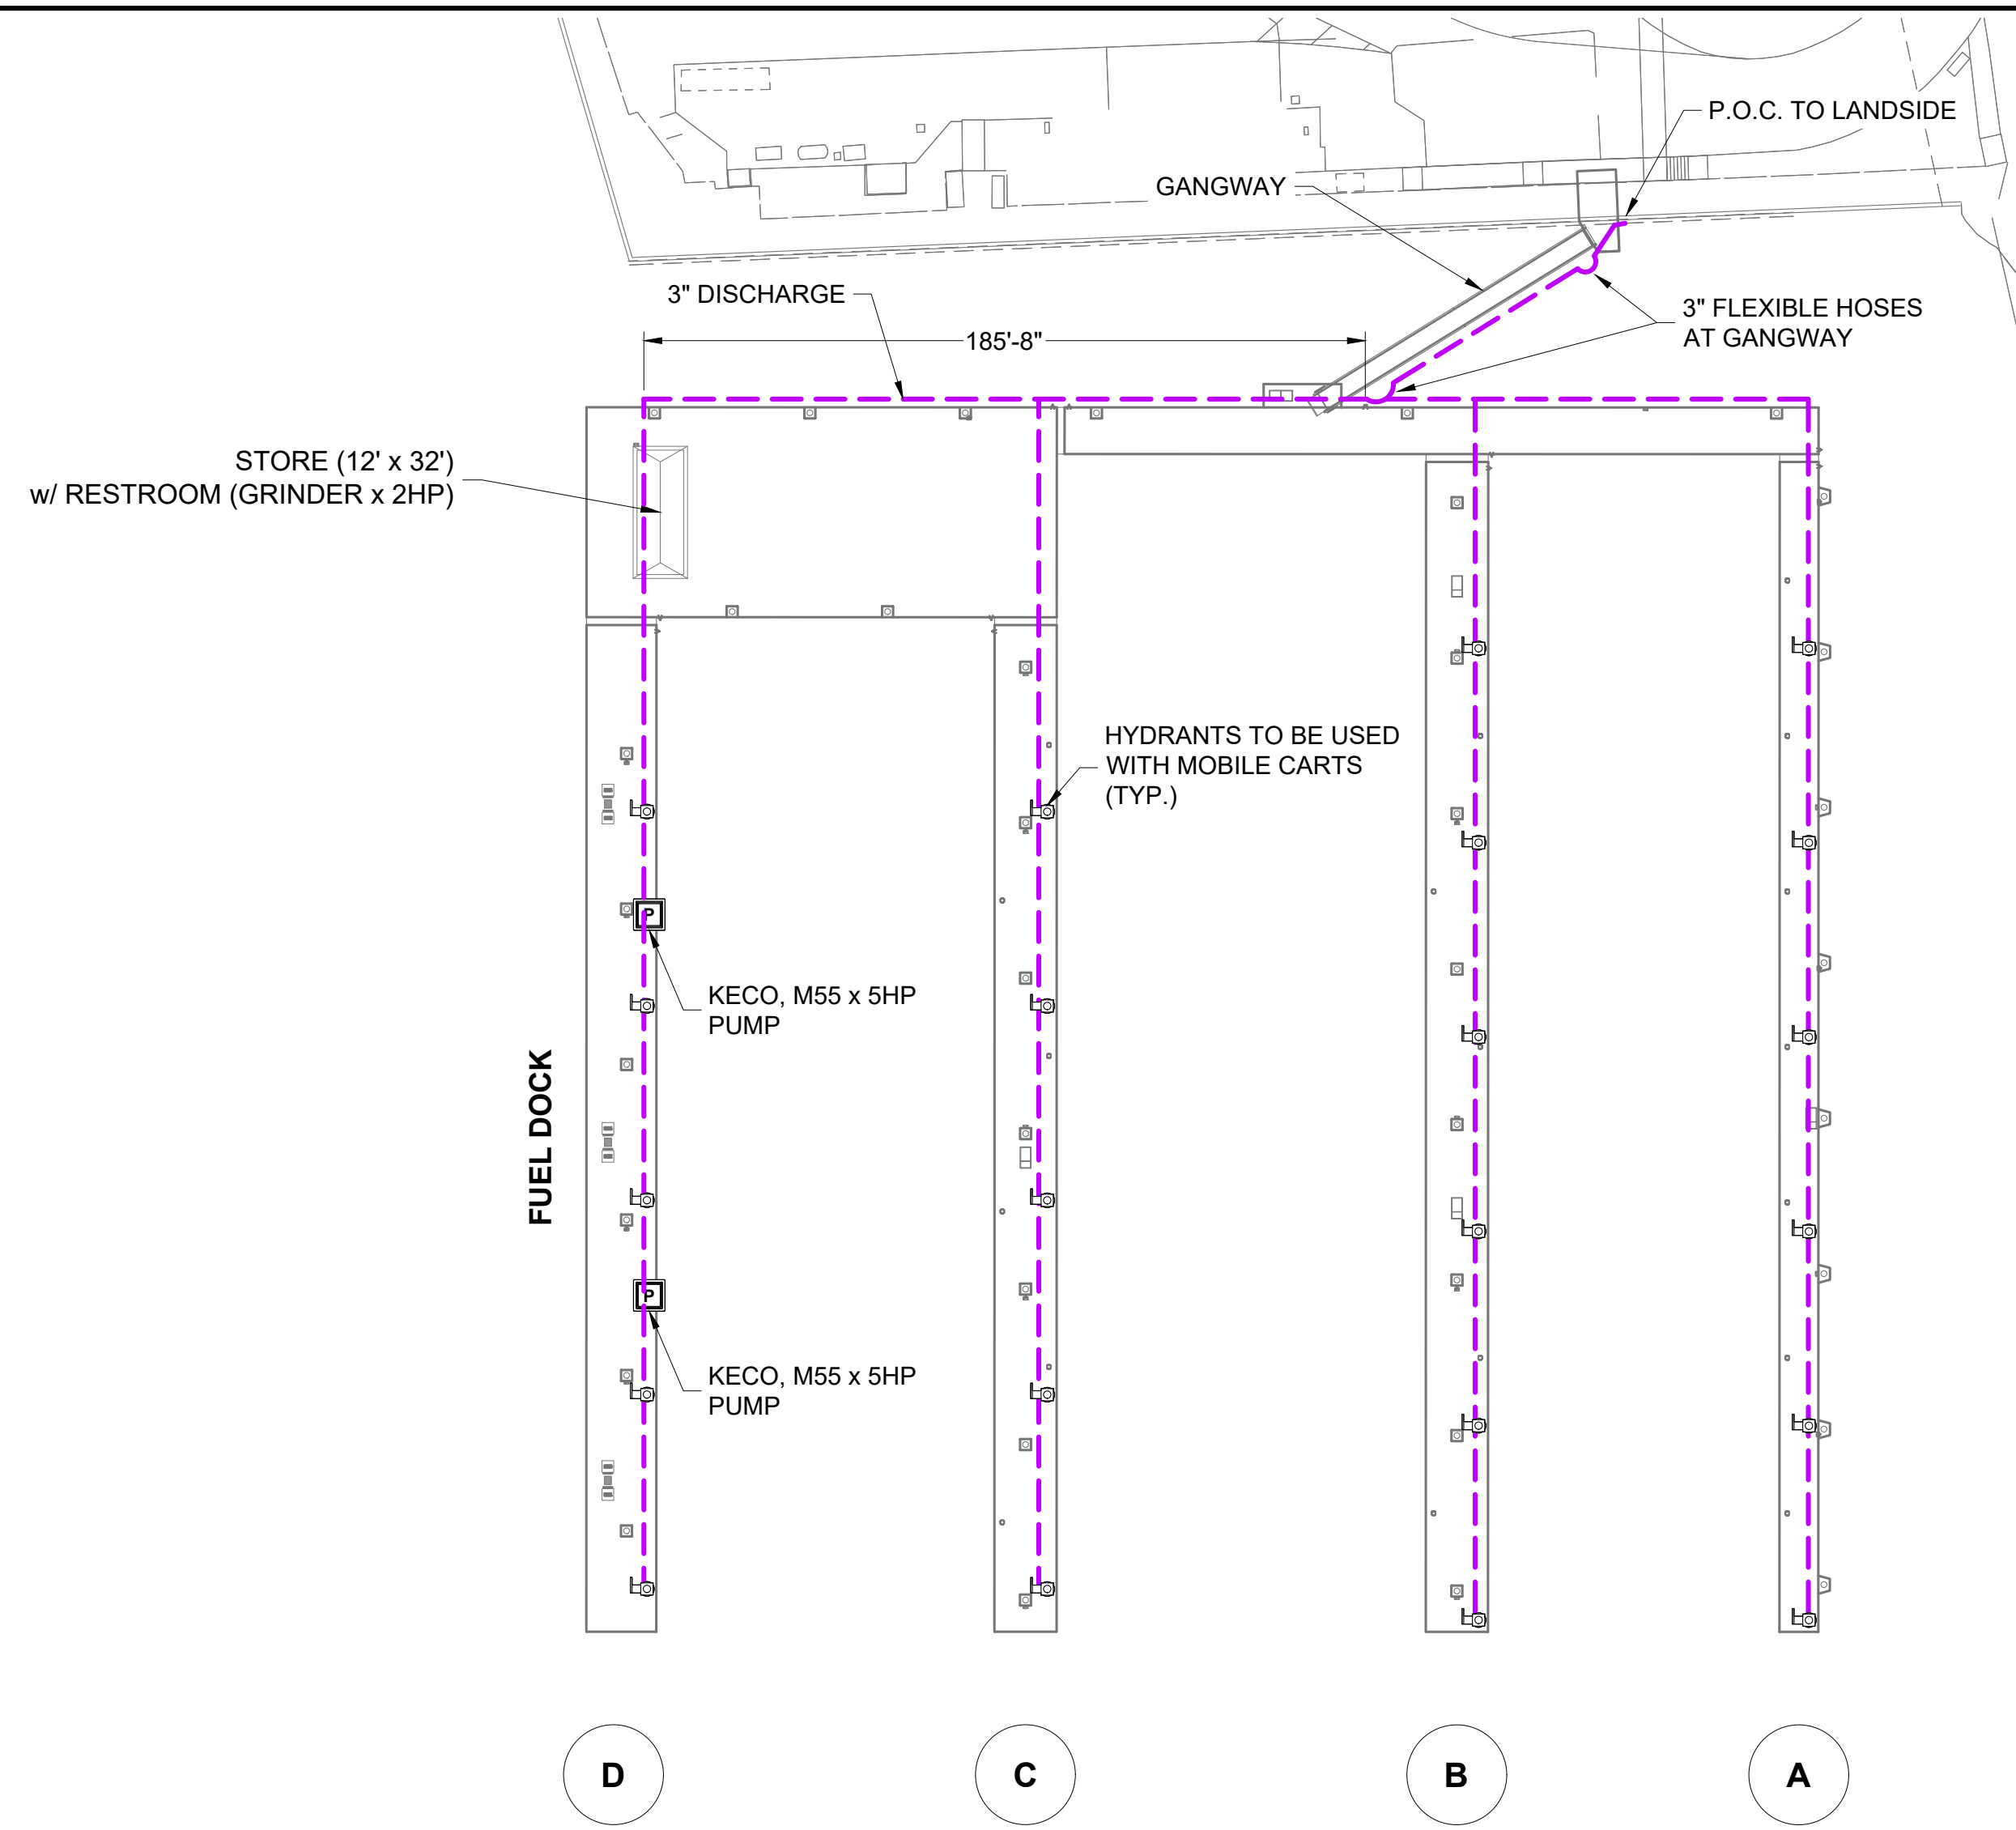 P.O.C. TO LANDSIDE
GANGWAY
3" DISCHARGE
3" FLEXIBLE HOSES
AT GANGWAY
185'-8"
STORE (12' x 32')
w/ RESTROOM (GRINDER x 2HP)
HYDRANTS TO BE USED
WITH MOBILE CARTS
(TYP.)
P
KECO, M55 x 5HP
PUMP
FUEL DOCK
P
KECO, M55 x 5HP
PUMP
D
C
B
A